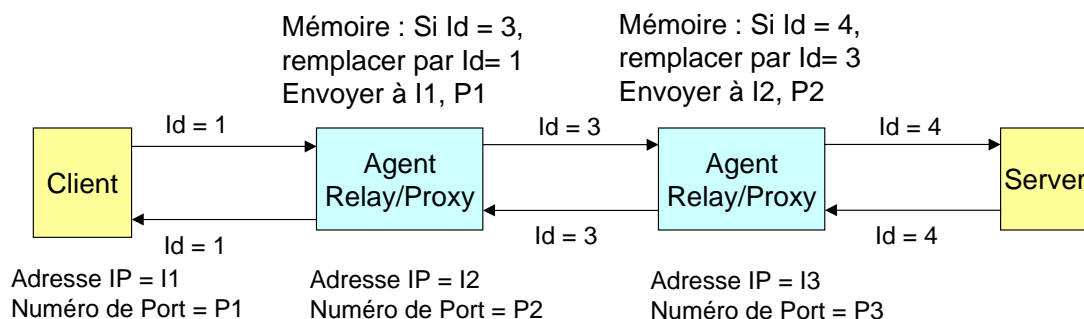 Mémoire : Si Id = 3,
remplacer par Id= 1
Envoyer à I1, P1
Mémoire : Si Id = 4,
remplacer par Id= 3
Envoyer à I2, P2
Id = 1
Id = 3
Id = 4
Client
Agent
Relay/Proxy
Agent
Relay/Proxy
Server
Id = 1
Id = 3
Id = 4
Adresse IP = I1
Numéro de Port = P1
Adresse IP = I2
Numéro de Port = P2
Adresse IP = I3
Numéro de Port = P3